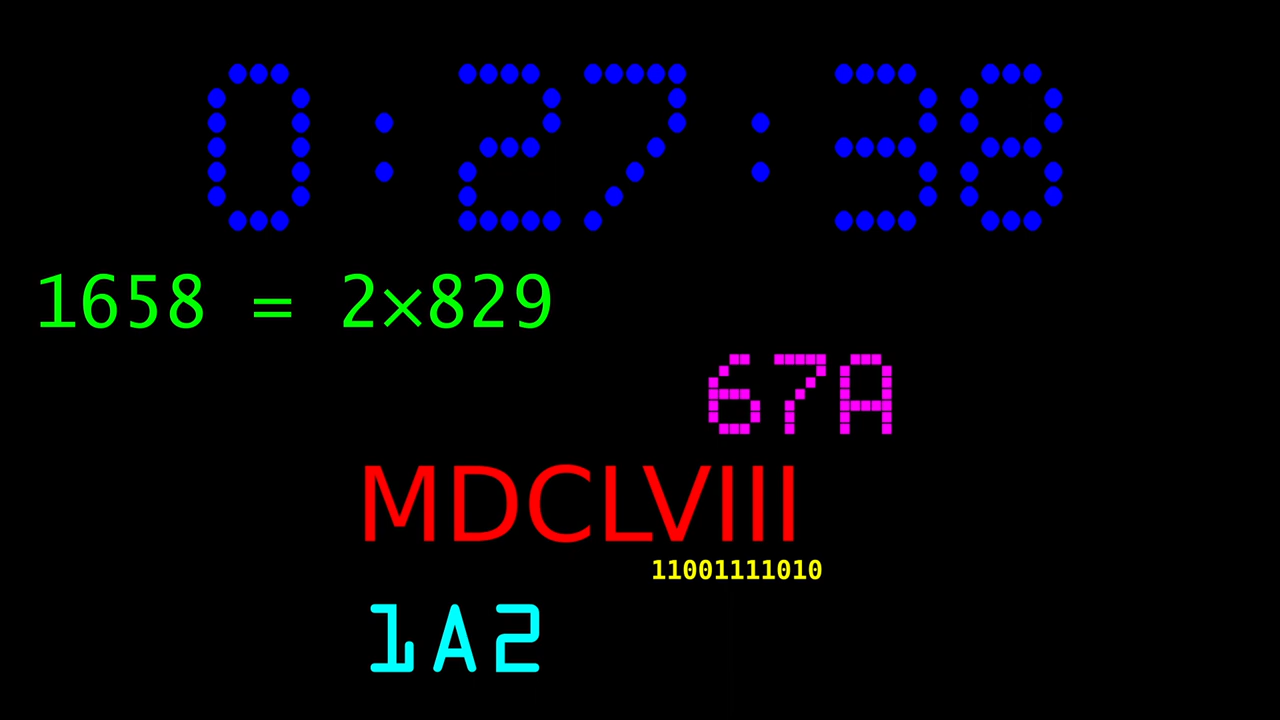 0:27:38
1658 = 2×829
67A
MDCLVIII
11001111010
1A2